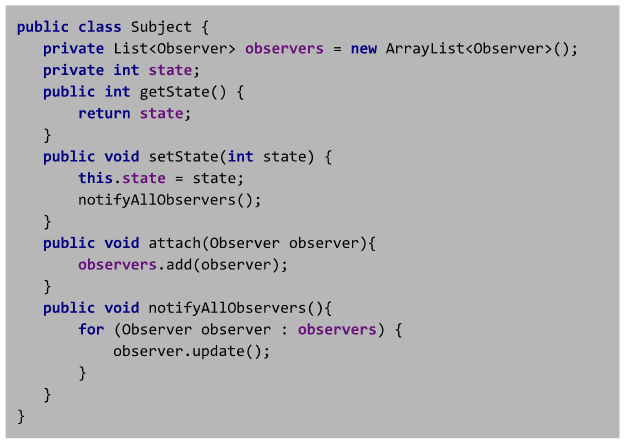 public class Subject {
   private List<Observer> observers = new ArrayList<Observer>();
   private int state;
   public int getState() {
       return state;
   }
   public void setState(int state) {
       this.state = state;
       notifyAllObservers();
   }
   public void attach(Observer observer){
       observers.add(observer);
   }
   public void notifyAllObservers(){
       for (Observer observer : observers) {
           observer.update();
       }
   }
}